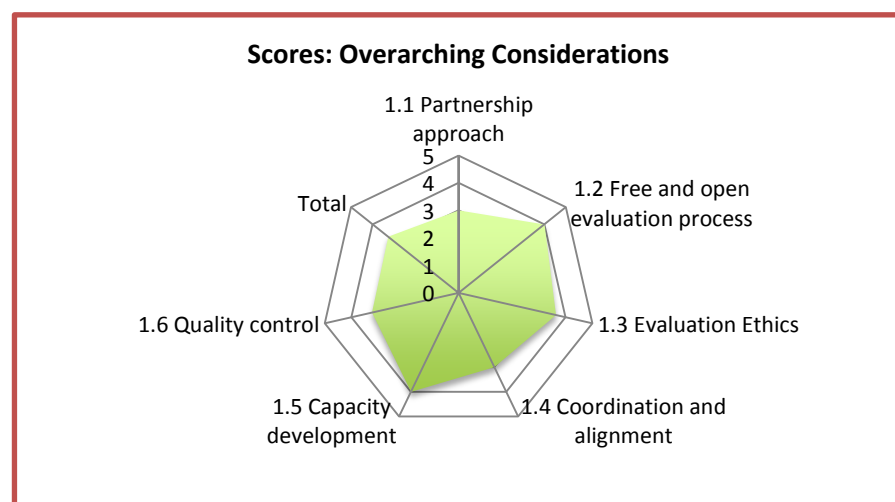 Scores: Overarching Considerations
1.1 Partnership
approach
5
4
3
2
1
0
1.2 Free and open
evaluation process
1.3 Evaluation Ethics
1.4 Coordination and
alignment
1.5 Capacity
development
1.6 Quality control
Total